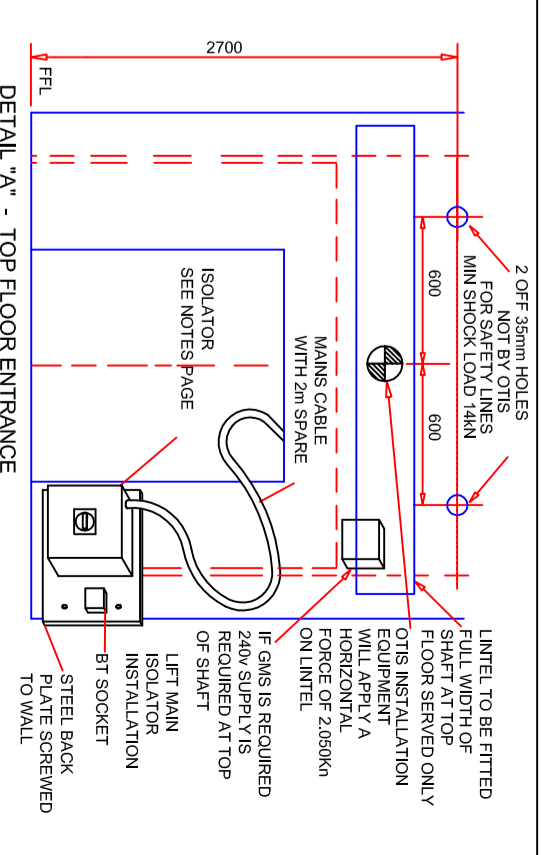 2 OFF 35mm HOLES
NOT BY OTIS
FOR SAFETY LINES
MIN SHOCK LOAD 14kN
2700
600
600
FFL
LINTEL TO BE FITTED
FULL WIDTH OF
SHAFT AT TOP
FLOOR SERVED ONLY
OTIS INSTALLATION
EQUIPMENT
WILL APPLY A
HORIZONTAL
FORCE OF 2.050Kn
ON LINTEL
MAINS CABLE
WITH 2m SPARE
ISOLATOR
SEE NOTES PAGE
IF GMS IS REQUIRED
240v SUPPLY IS
REQUIRED AT TOP
OF SHAFT
LIFT MAIN
ISOLATOR
INSTALLATION
BT SOCKET
STEEL BACK
PLATE SCREWED
TO WALL
DETAIL "A" - TOP FLOOR ENTRANCE